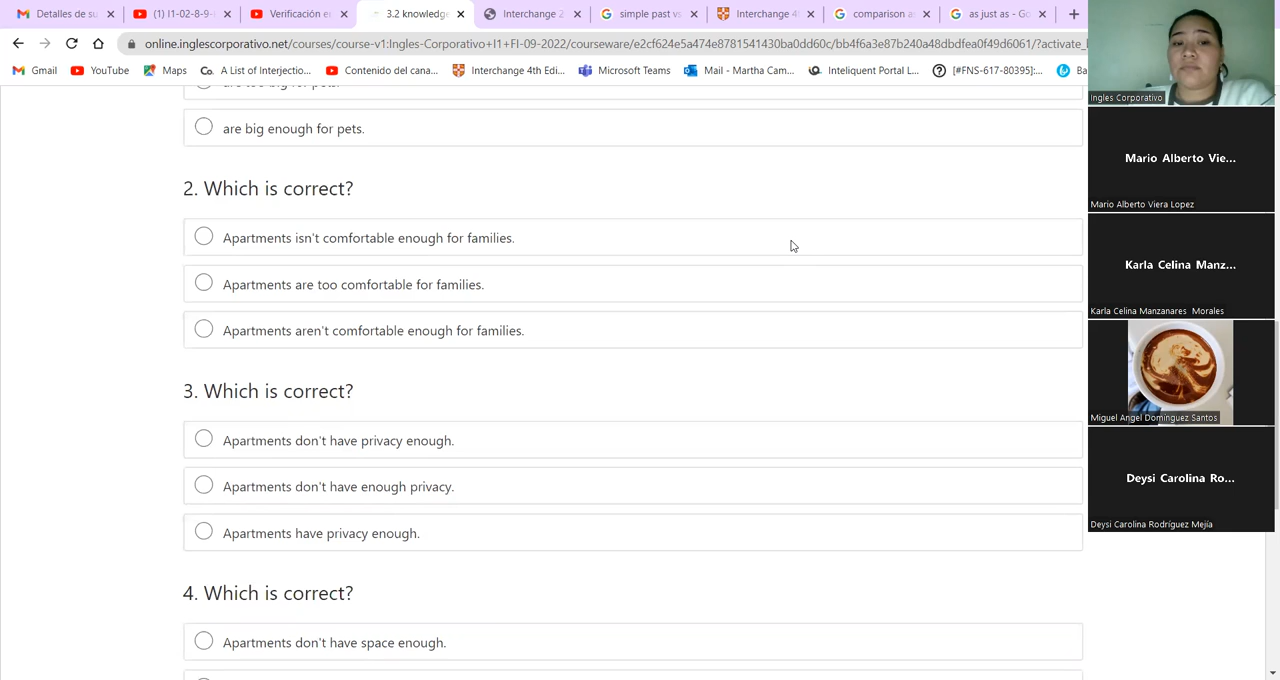 Detalles de su
(1) I1-02-8-9-
Verificación e
3.2 knowledge
Interchange 2
simple past vs
Interchange 4
comparison a
as just as - Go
online.inglescorporativo.net/courses/course-v1:Ingles-Corporativo+I1+FI-09-2022/courseware/e2cf624e5a474e8781541430ba0dd60c/bb4f6a3e87b240a48dbdfea0f49d6061/?activate_
Gmail
YouTube
Maps
A List of Interjectio...
Contenido del cana...
Interchange 4th Edi...
Microsoft Teams
Mail - Martha Cam...
Inteliquent Portal L...
[#FNS-617-80395]:...
Ba
are too big for pets.
are big enough for pets.
2. Which is correct?
Apartments isn't comfortable enough for families.
Apartments are too comfortable for families.
Apartments aren't comfortable enough for families.
3. Which is correct?
Apartments don't have privacy enough.
Apartments don't have enough privacy.
Apartments have privacy enough.
4. Which is correct?
Apartments don't have space enough.
Ingles Corporativo
Mario Alberto Vie...
Mario Alberto Viera Lopez
Karla Celina Manz...
Karla Celina Manzanares Morales
Miguel Angel Dominguez Santos
Deysi Carolina Ro...
Deysi Carolina Rodríguez Mejía